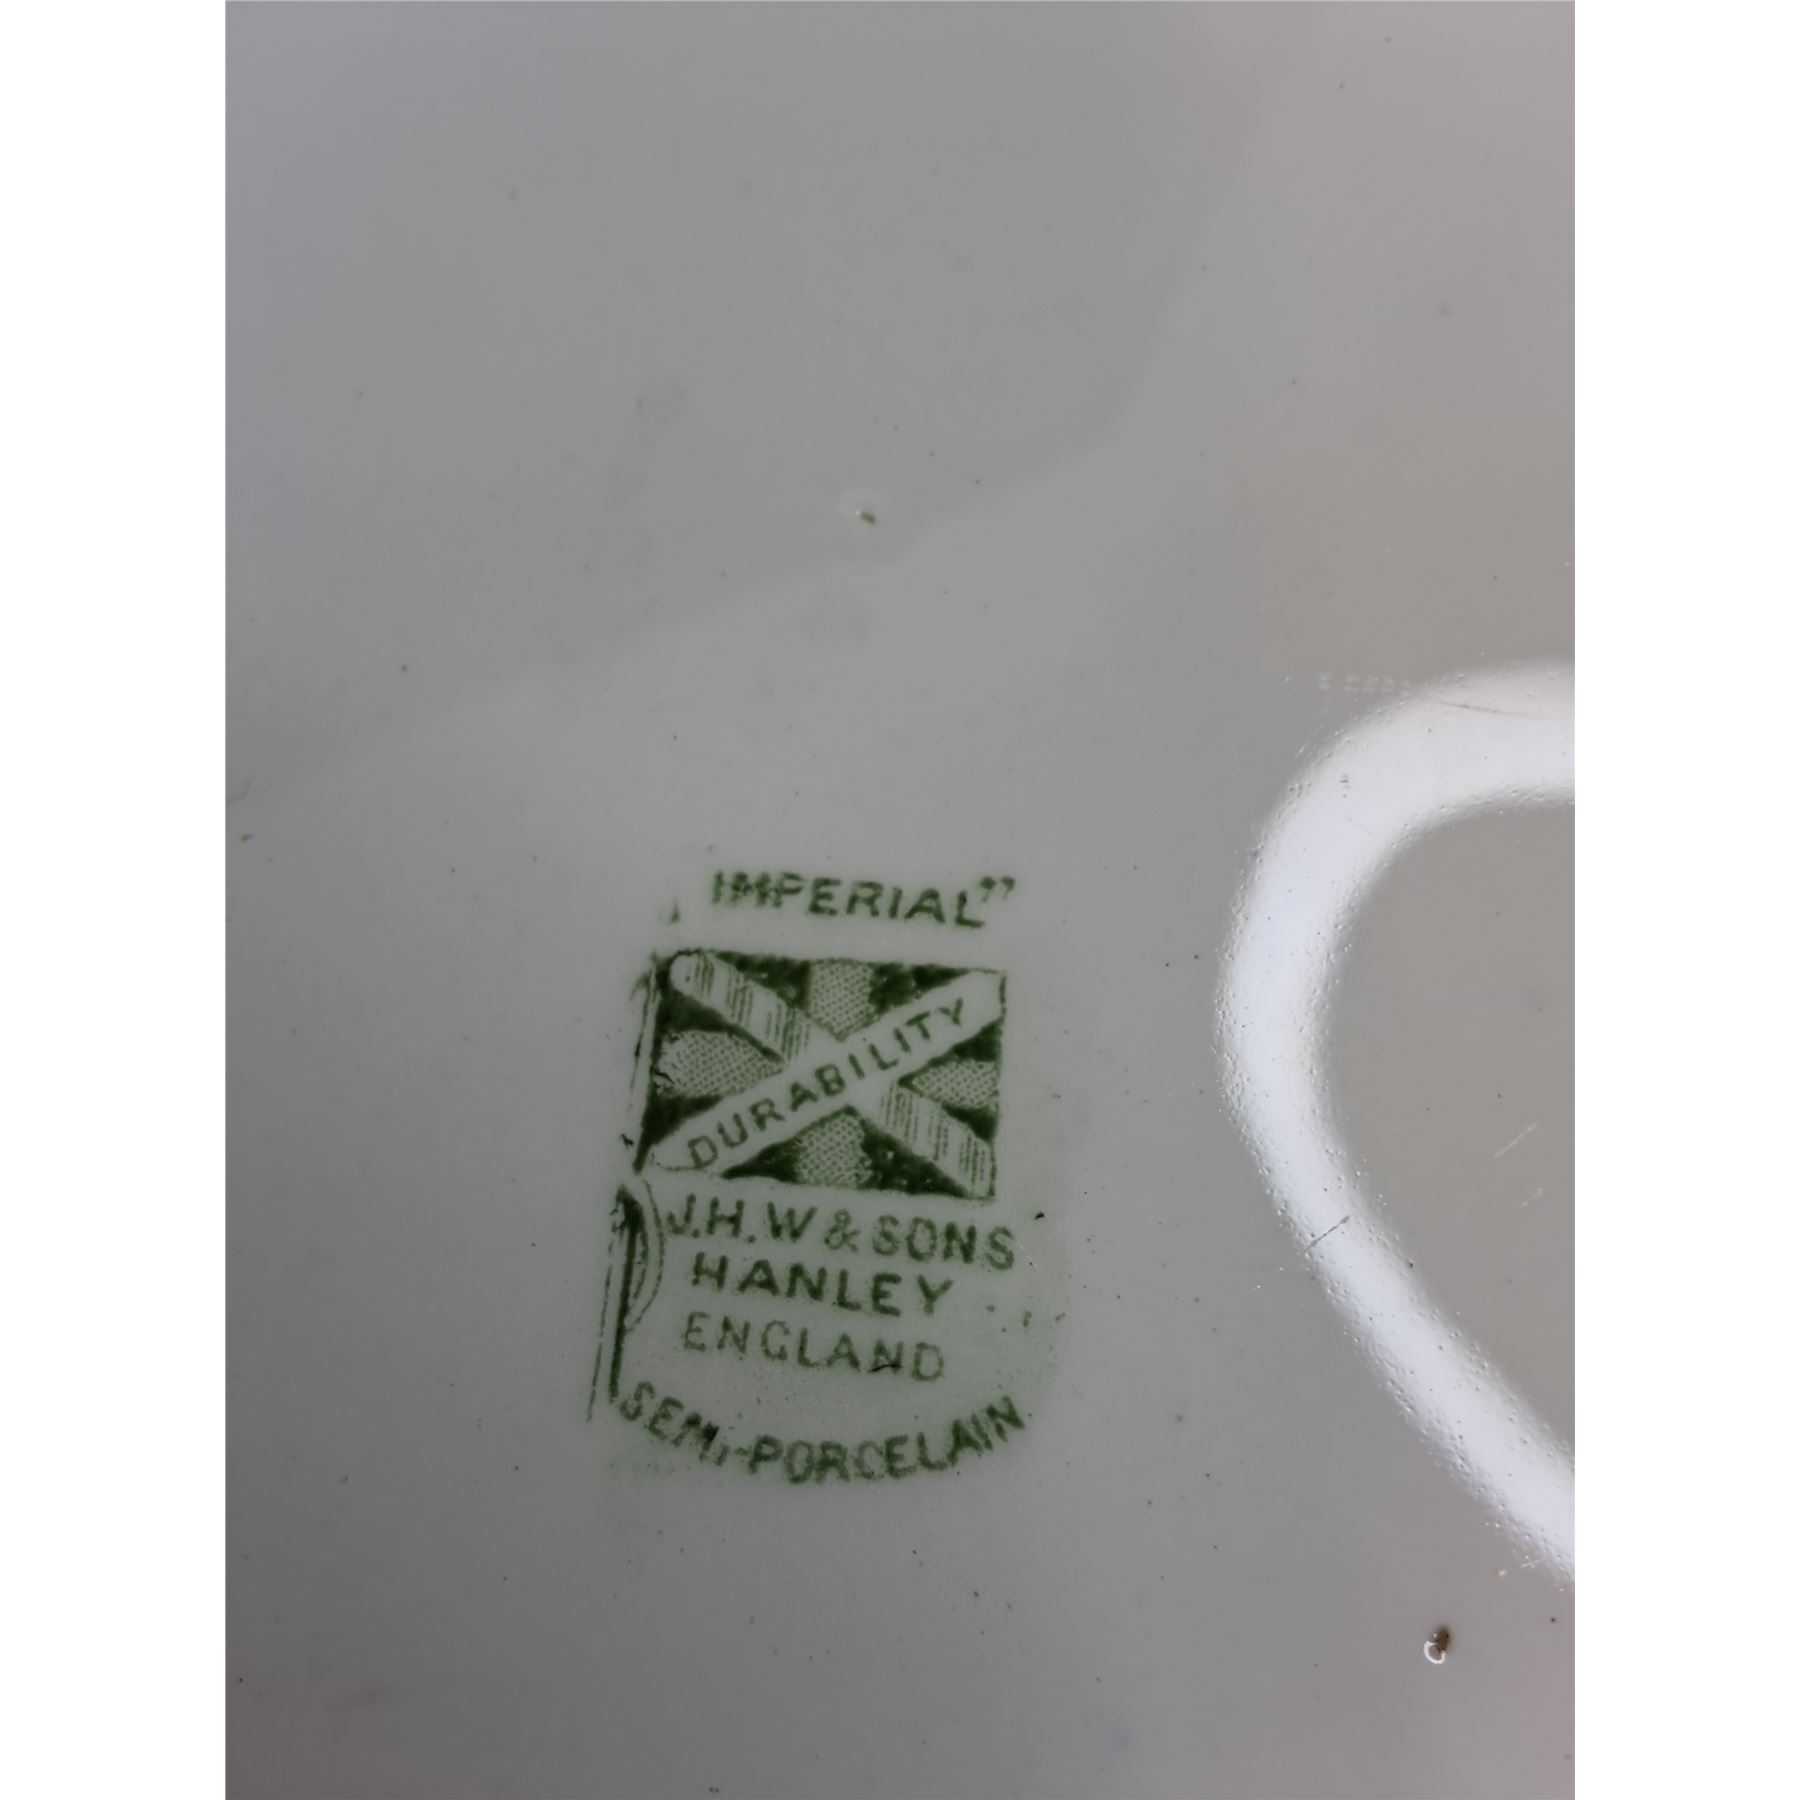 IMPERIAL”
DURABILITY
J.H.W & SONS
HANLEY
ENGLAND
SEMI-PORCELAIN